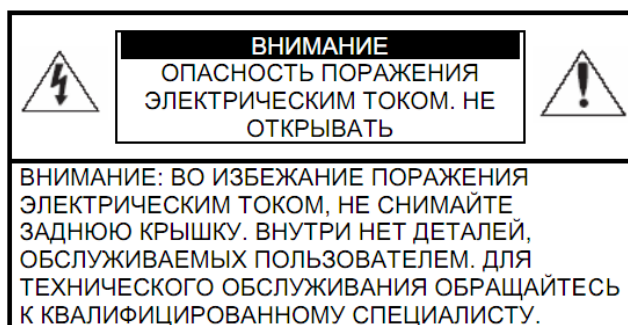 ВНИМАНИЕ
ОПАСНОСТЬ ПОРАЖЕНИЯ
ЭЛЕКТРИЧЕСКИМ ТОКОМ. НЕ
ОТКРЫВАТЬ
ВНИМАНИЕ: ВО ИЗБЕЖАНИЕ ПОРАЖЕНИЯ
ЭЛЕКТРИЧЕСКИМ ТОКОМ, НЕ СНИМАЙТЕ
ЗАДНЮЮ КРЫШКУ. ВНУТРИ НЕТ ДЕТАЛЕЙ,
ОБСЛУЖИВАЕМЫХ ПОЛЬЗОВАТЕЛЕМ. ДЛЯ
ТЕХНИЧЕСКОГО ОБСЛУЖИВАНИЯ ОБРАЩАЙТЕСЬ
К КВАЛИФИЦИРОВАННОМУ СПЕЦИАЛИСТУ.